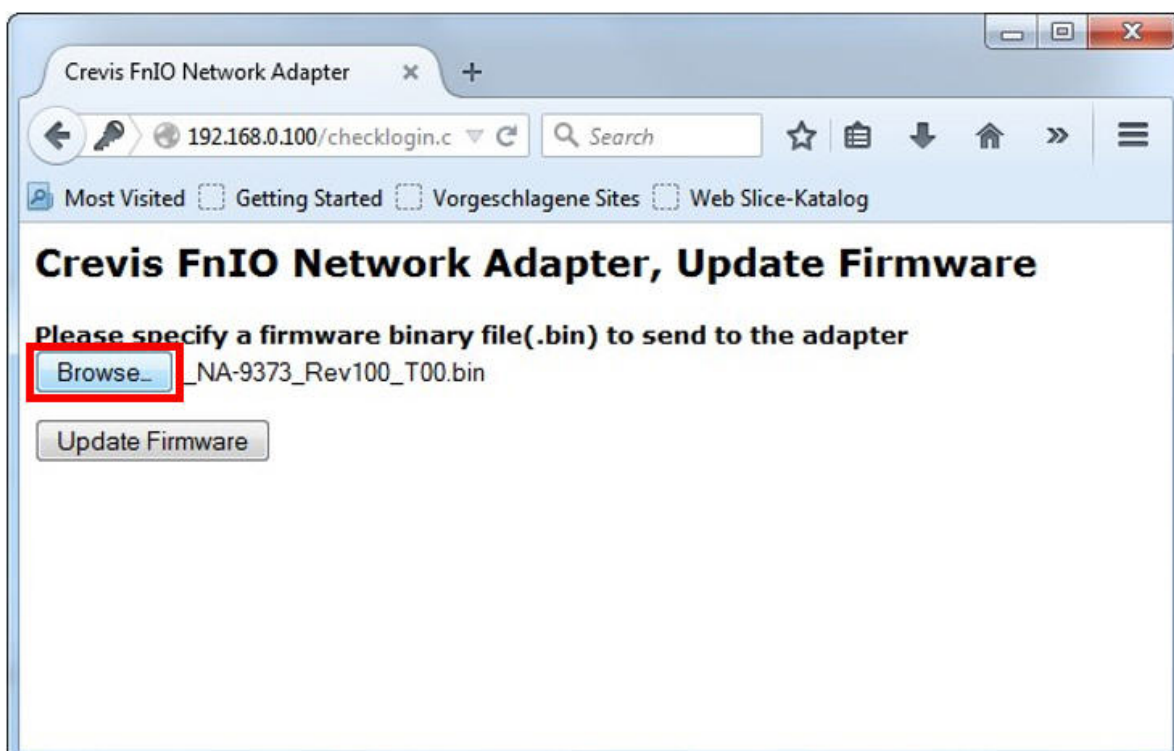 Crevis FnIO Network Adapter
192.168.0.100/checklogin.c Search
Most Visited Getting Started Vorgeschlagene Sites Web Slice-Katalog
Crevis FnIO Network Adapter, Update Firmware
Please specify a firmware binary file(.bin) to send to the adapter
Browse… _NA-9373_Rev100_T00.bin
Update Firmware